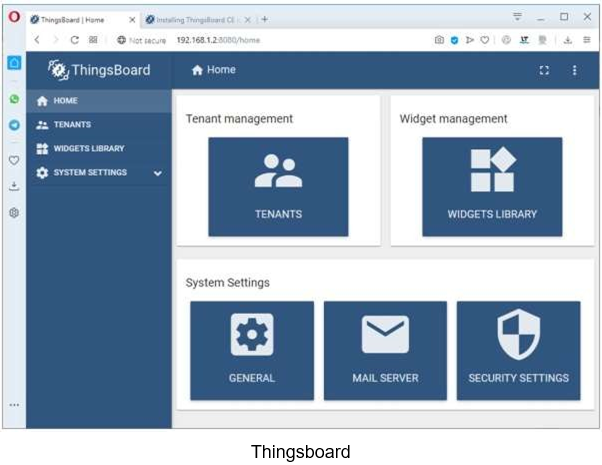 ThingsBoard | Home
Installing ThingsBoard CE
Not secure 192.168.1.2:8080/home
ThingsBoard
Home
HOME
TENANTS
WIDGETS LIBRARY
SYSTEM SETTINGS
Tenant management
TENANTS
Widget management
WIDGETS LIBRARY
System Settings
GENERAL
MAIL SERVER
SECURITY SETTINGS
Thingsboard